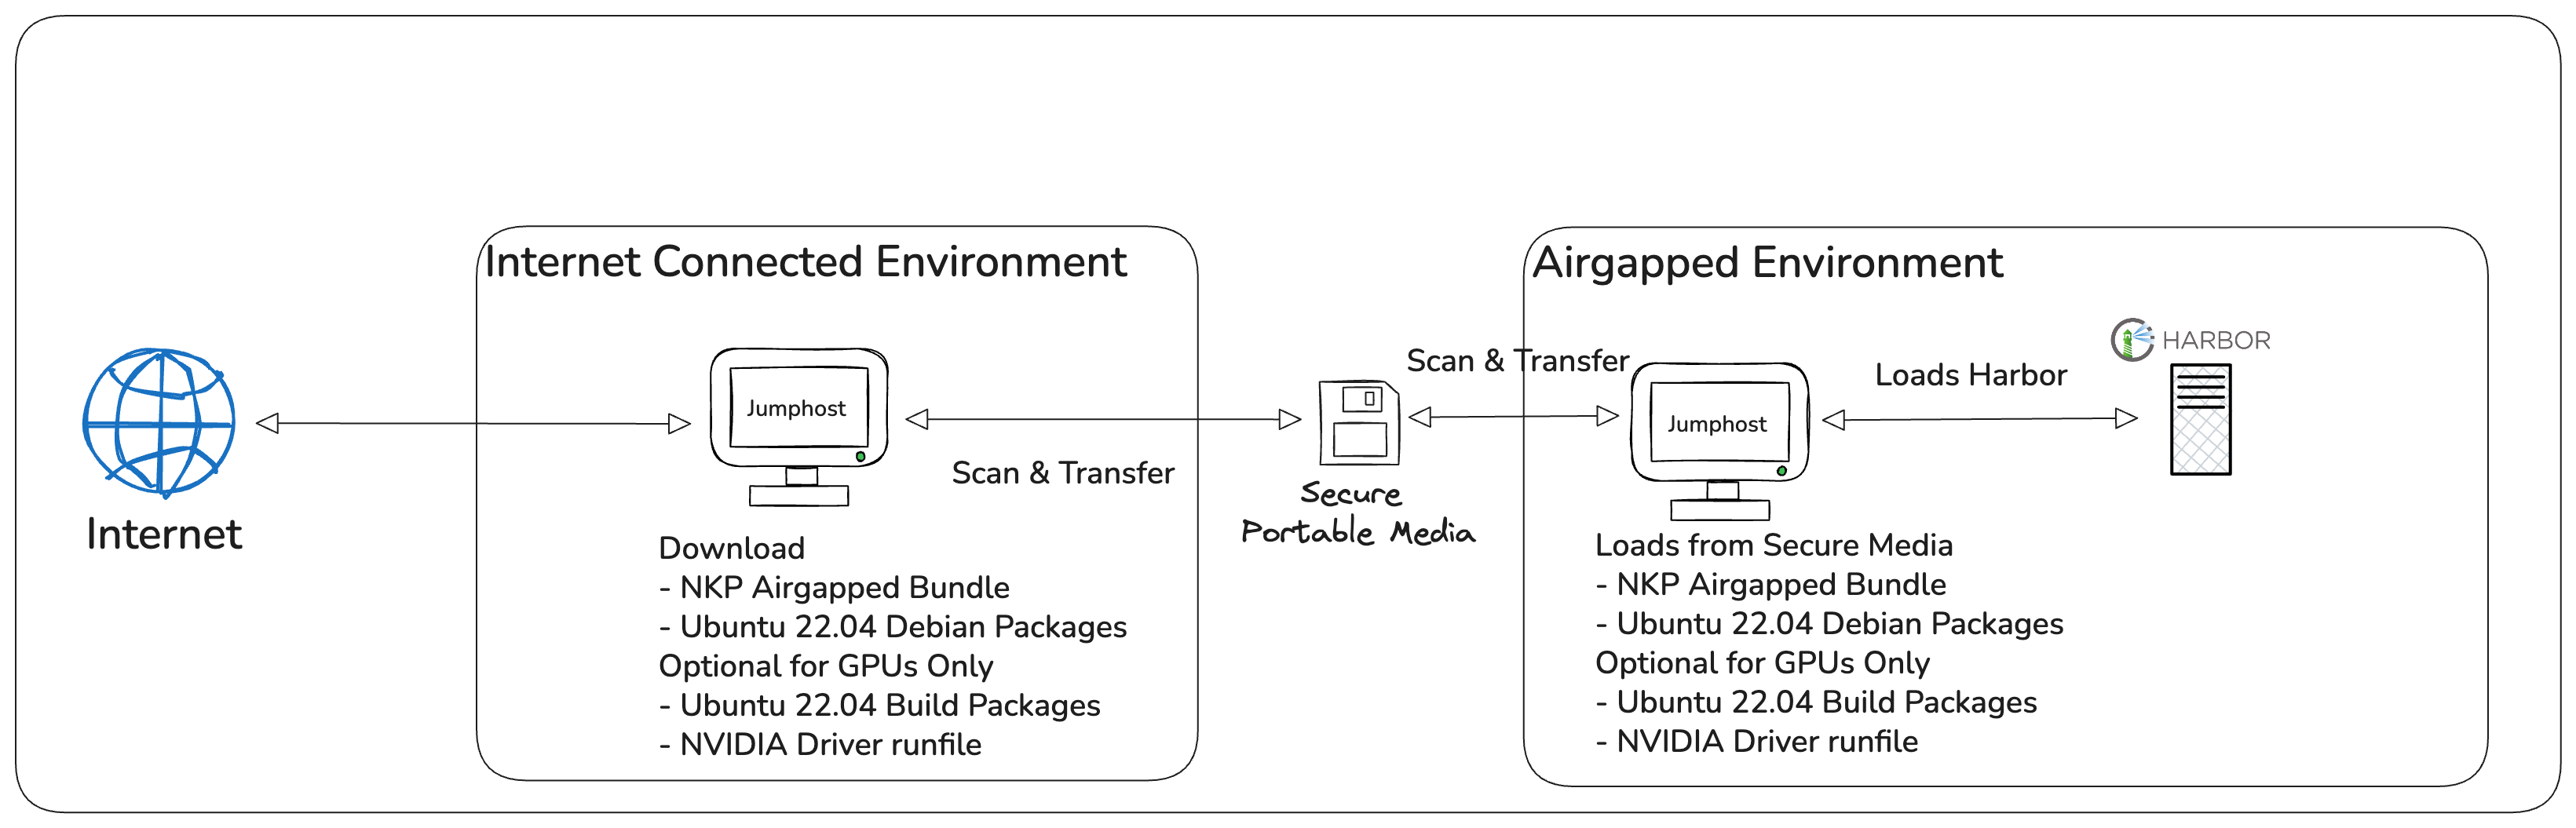 Internet
Internet Connected Environment
Jumphost
Scan & Transfer
Download
- NKP Airgapped Bundle
- Ubuntu 22.04 Debian Packages
Optional for GPUs Only
- Ubuntu 22.04 Build Packages
- NVIDIA Driver runfile
Secure
Portable Media
Scan & Transfer
Airgapped Environment
Jumphost
Loads Harbor
HARBOR
Loads from Secure Media
- NKP Airgapped Bundle
- Ubuntu 22.04 Debian Packages
Optional for GPUs Only
- Ubuntu 22.04 Build Packages
- NVIDIA Driver runfile